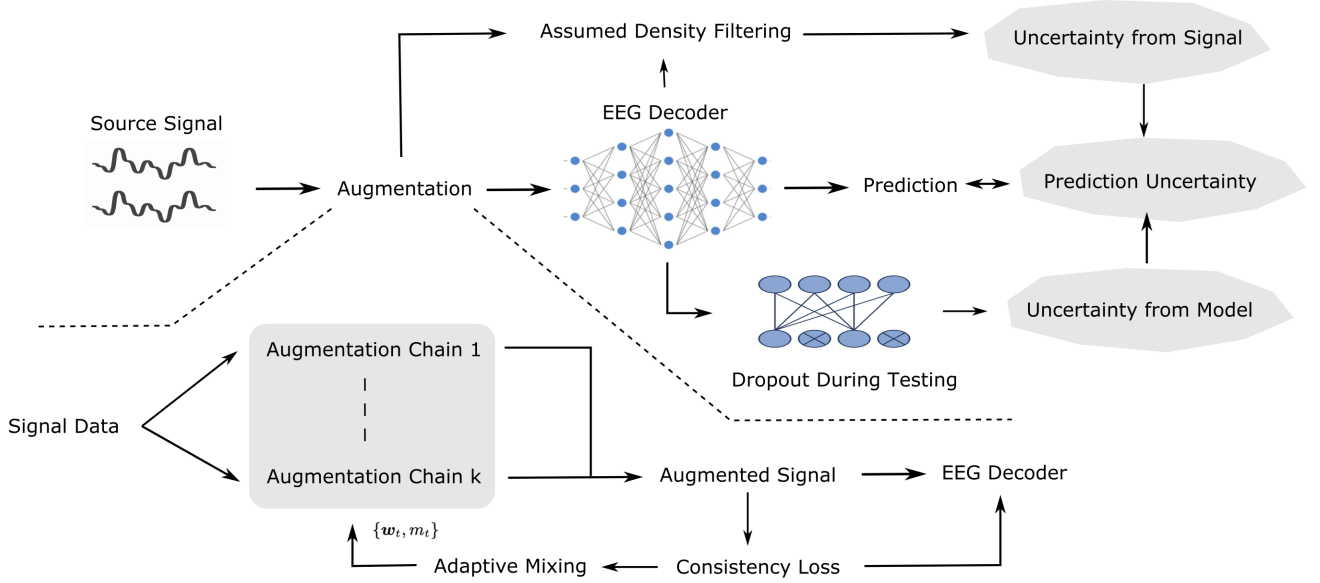 Assumed Density Filtering
Uncertainty from Signal
Source Signal
EEG Decoder
Augmentation
Prediction
Prediction Uncertainty
Uncertainty from Model
Dropout During Testing
Signal Data
Augmentation Chain 1
Augmentation Chain k
Augmented Signal
EEG Decoder
{w_t, m_t}
Adaptive Mixing
Consistency Loss